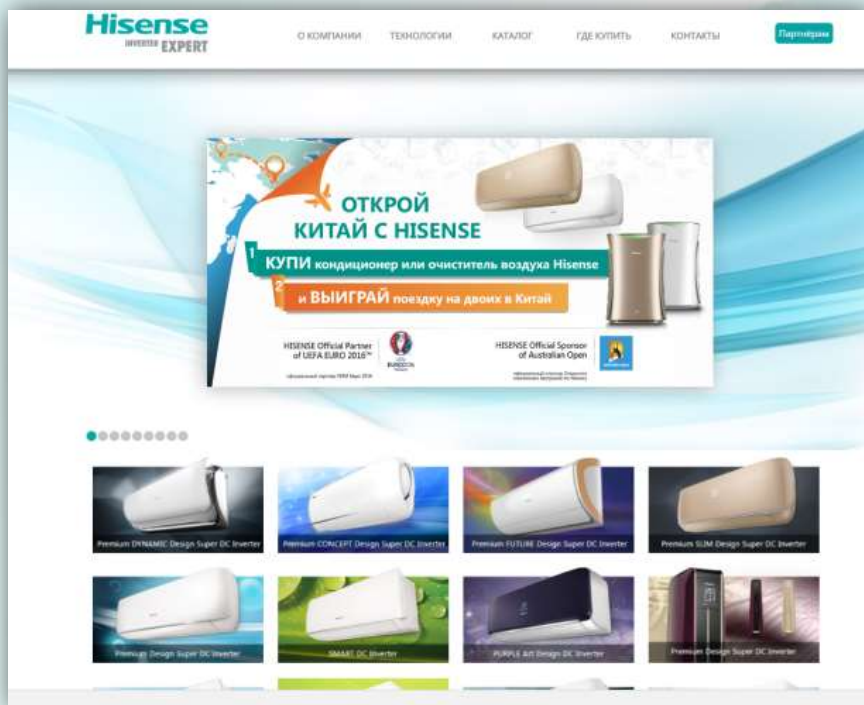 Hisense
INVERTER EXPERT
О КОМПАНИИ ТЕХНОЛОГИИ КАТАЛОГ ГДЕ КУПИТЬ КОНТАКТЫ Партнёрам
ОТКРОЙ
КИТАЙ С HISENSE
1 КУПИ кондиционер или очиститель воздуха Hisense
2 и ВЫИГРАЙ поездку на двоих в Китай
HISENSE Official Partner
of UEFA EURO 2016™
HISENSE Official Sponsor
of Australian Open
Premium DYNAMIC Design Super DC Inverter
Premium CONCEPT Design Super DC Inverter
Premium FUTURE Design Super DC Inverter
Premium SLIM Design Super DC Inverter
Premium Design Super DC Inverter
SMART DC Inverter
PURPLE Art Design DC Inverter
Premium Design Super DC Inverter